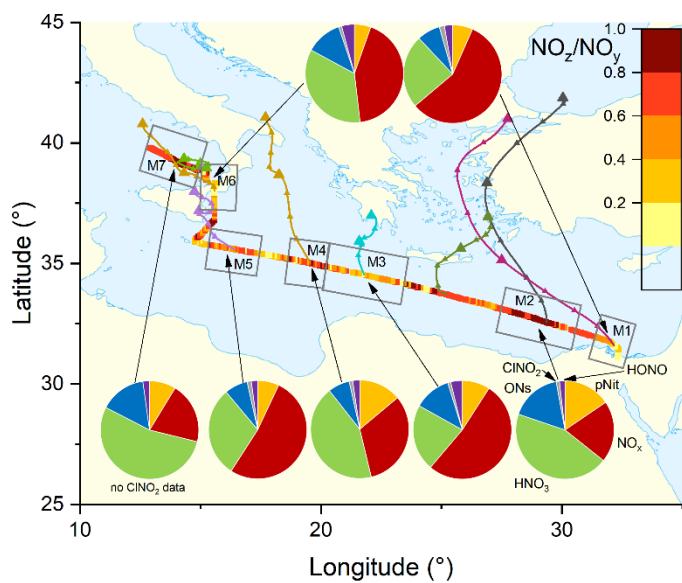 45
40
35
30
25
Latitude (°)
10
15
20
25
30
35
Longitude (°)
NOz/NOy
1.0
0.8
0.6
0.4
0.2
M7
M6
M5
M4
M3
M2
M1
ClNO2
ONs
pNit
HONO
NOx
HNO3
no ClNO2 data